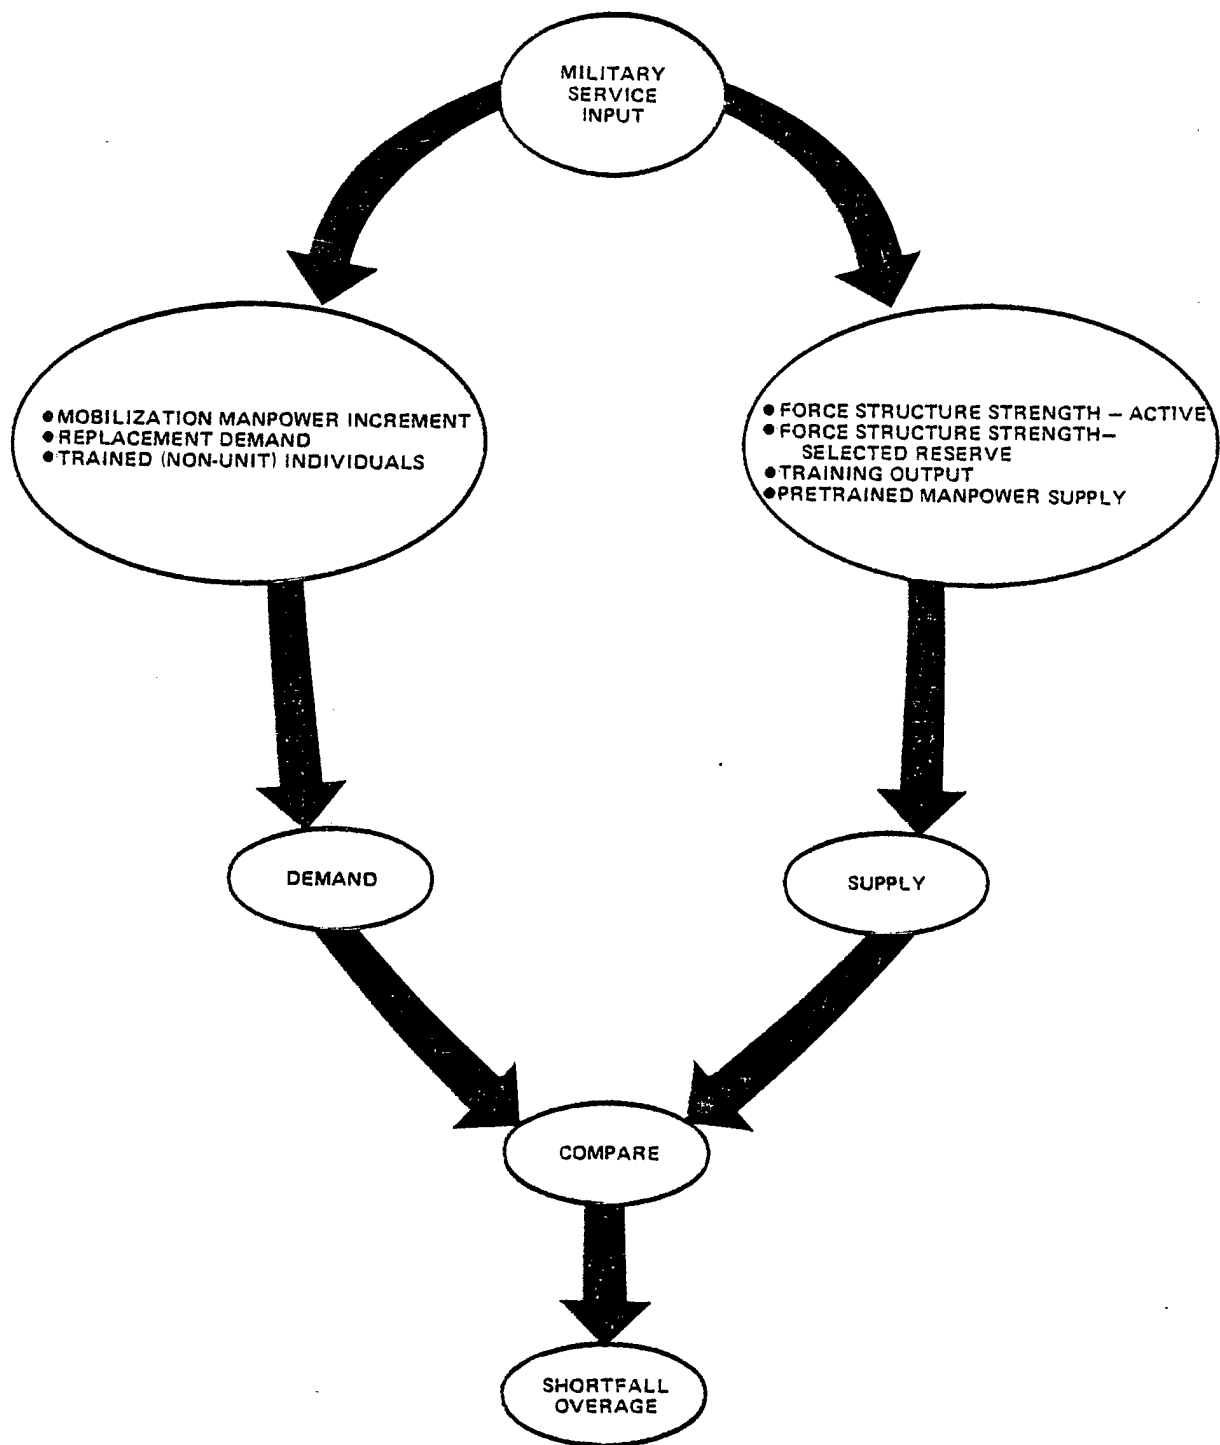 MILITARY
SERVICE
INPUT
●MOBILIZATION MANPOWER INCREMENT
●REPLACEMENT DEMAND
●TRAINED (NON-UNIT) INDIVIDUALS
●FORCE STRUCTURE STRENGTH – ACTIVE
●FORCE STRUCTURE STRENGTH–
SELECTED RESERVE
●TRAINING OUTPUT
●PRETRAINED MANPOWER SUPPLY
DEMAND
SUPPLY
COMPARE
SHORTFALL
OVERAGE